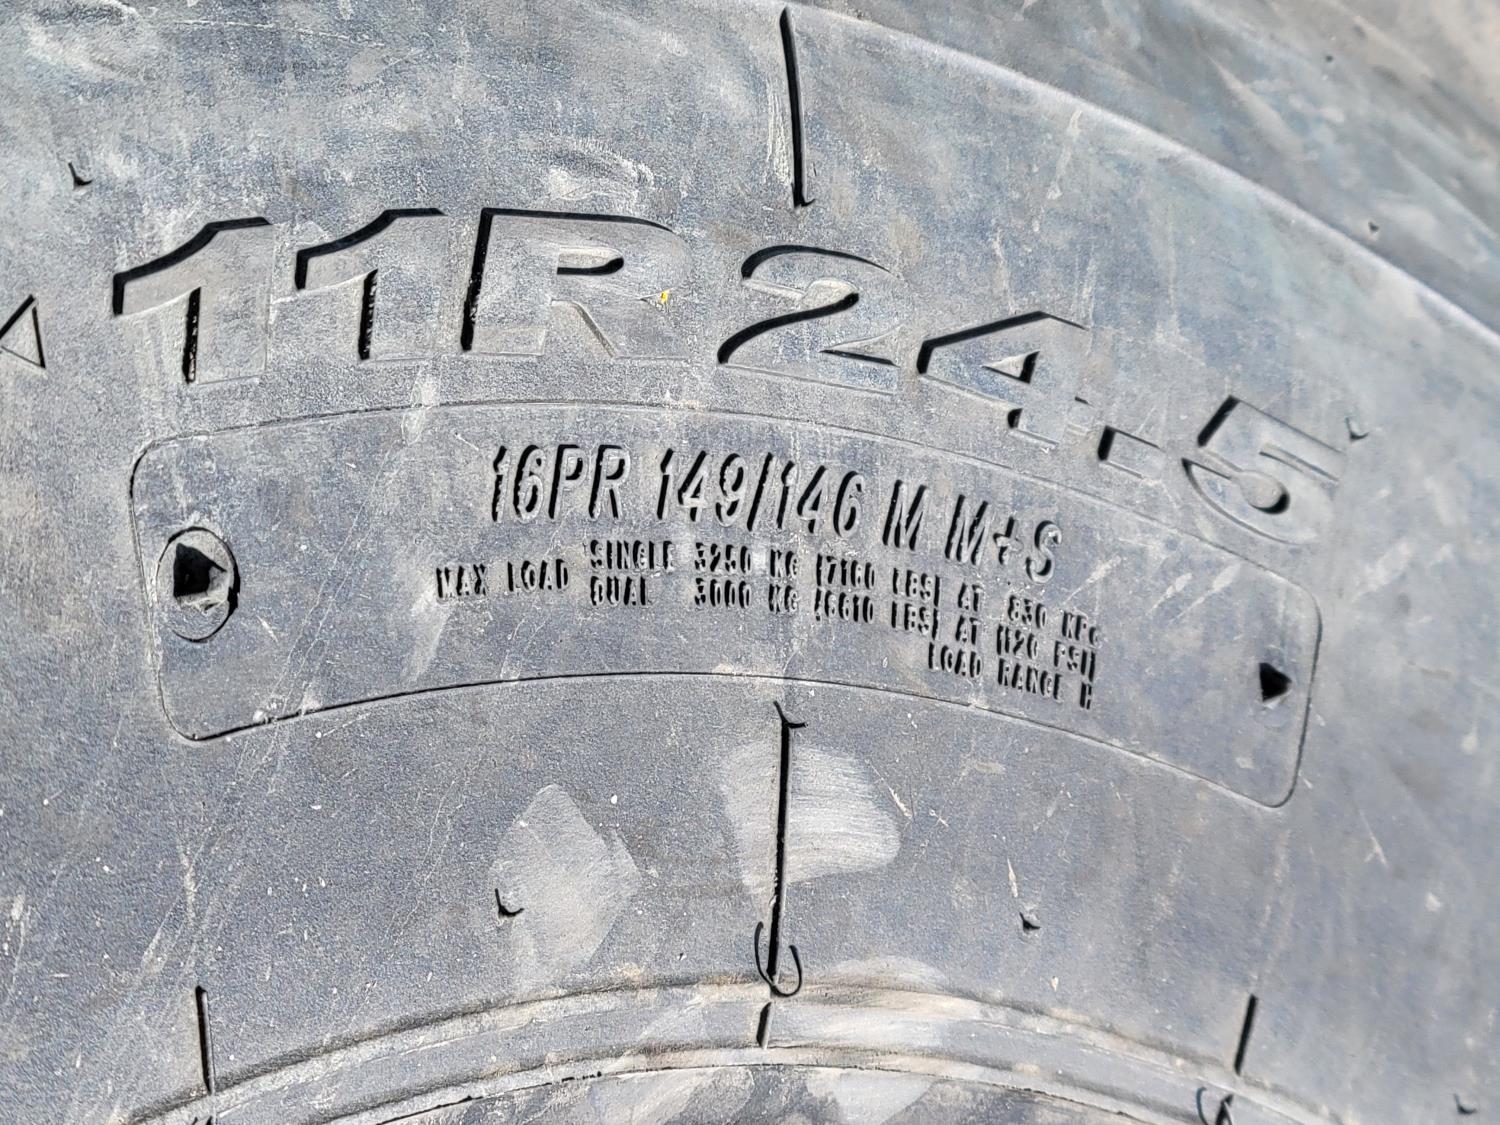 11R24.5
16PR 149/146 M M+S
MAX LOAD SINGLE 3250 KG (7160 LBS) AT 830 KPG
DUAL 3000 KG (6610 LBS) AT (120 PSI)
LOAD RANGE H